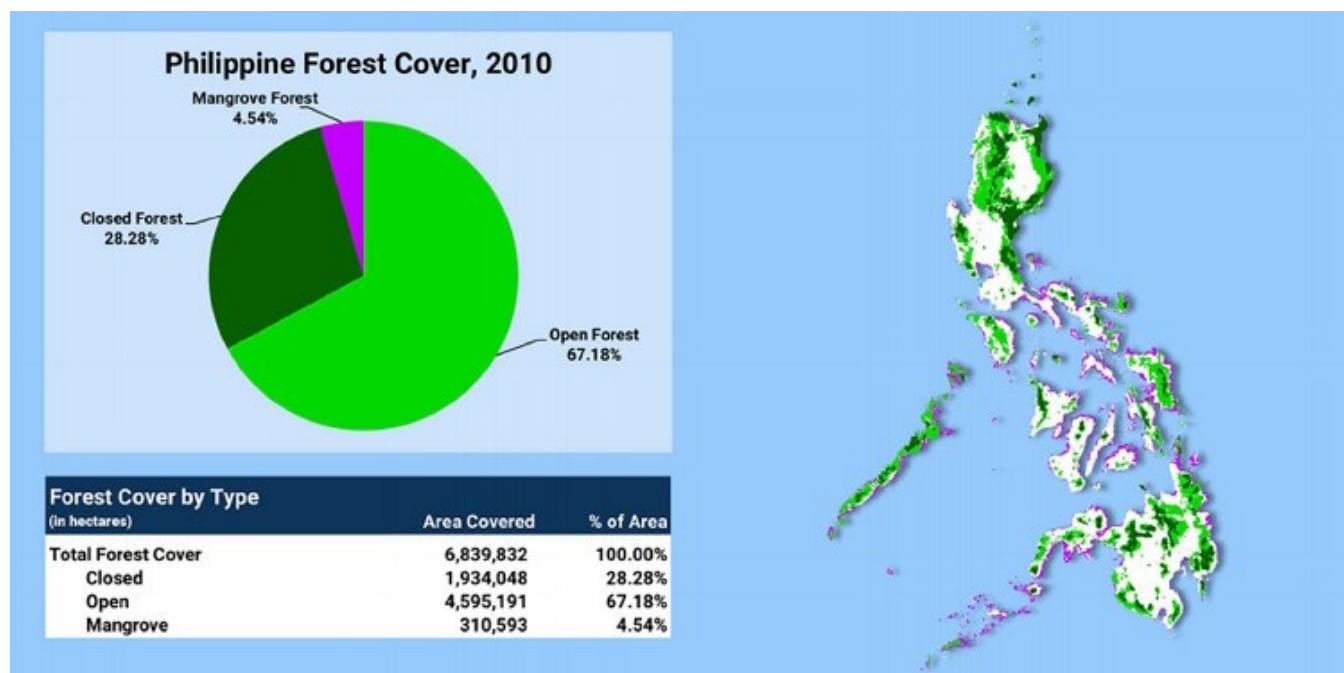 Philippine Forest Cover, 2010
Mangrove Forest
4.54%
Closed Forest
28.28%
Open Forest
67.18%
Forest Cover by Type
(in hectares) Area Covered % of Area
Total Forest Cover 6,839,832 100.00%
Closed 1,934,048 28.28%
Open 4,595,191 67.18%
Mangrove 310,593 4.54%